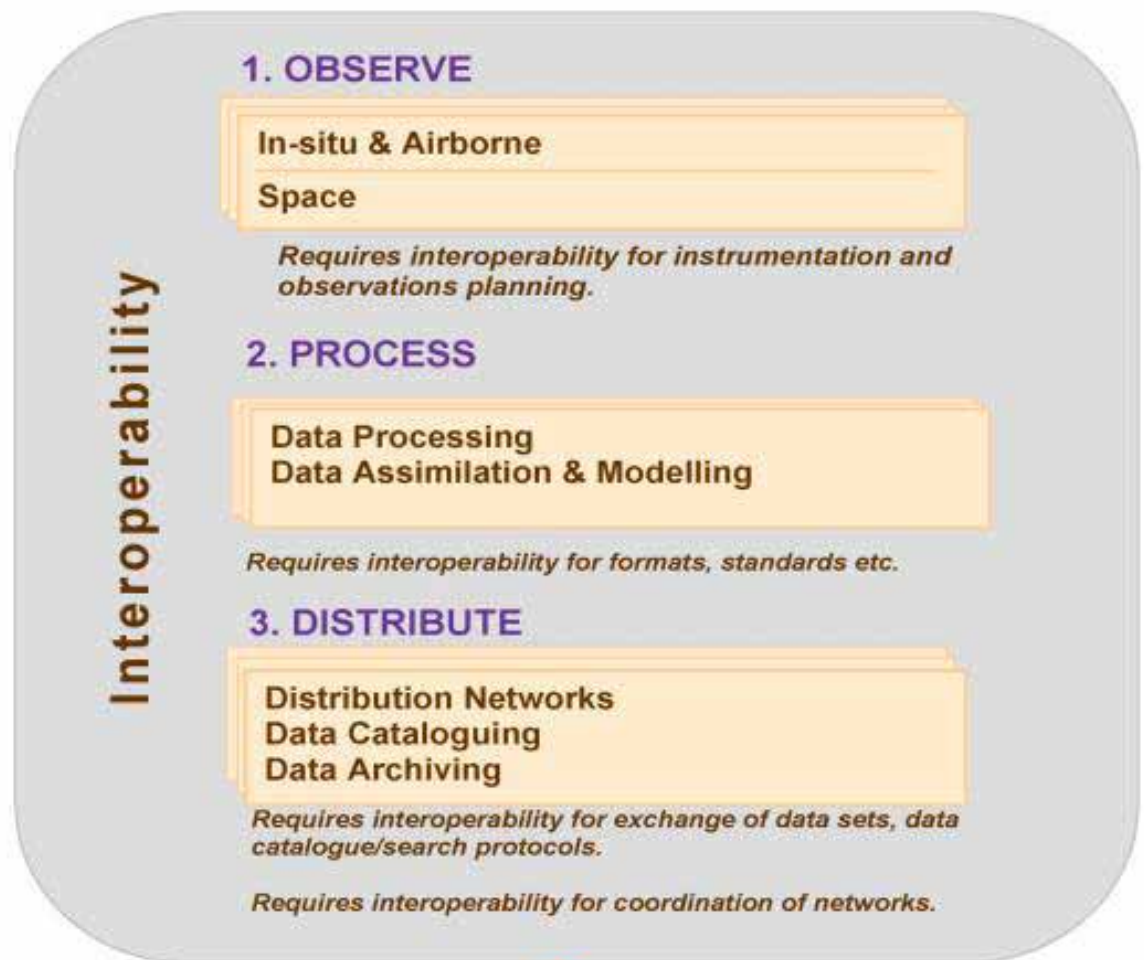 Interoperability
1. OBSERVE
In-situ & Airborne
Space
Requires interoperability for instrumentation and
observations planning.
2. PROCESS
Data Processing
Data Assimilation & Modelling
Requires interoperability for formats, standards etc.
3. DISTRIBUTE
Distribution Networks
Data Cataloguing
Data Archiving
Requires interoperability for exchange of data sets, data
catalogue/search protocols.
Requires interoperability for coordination of networks.